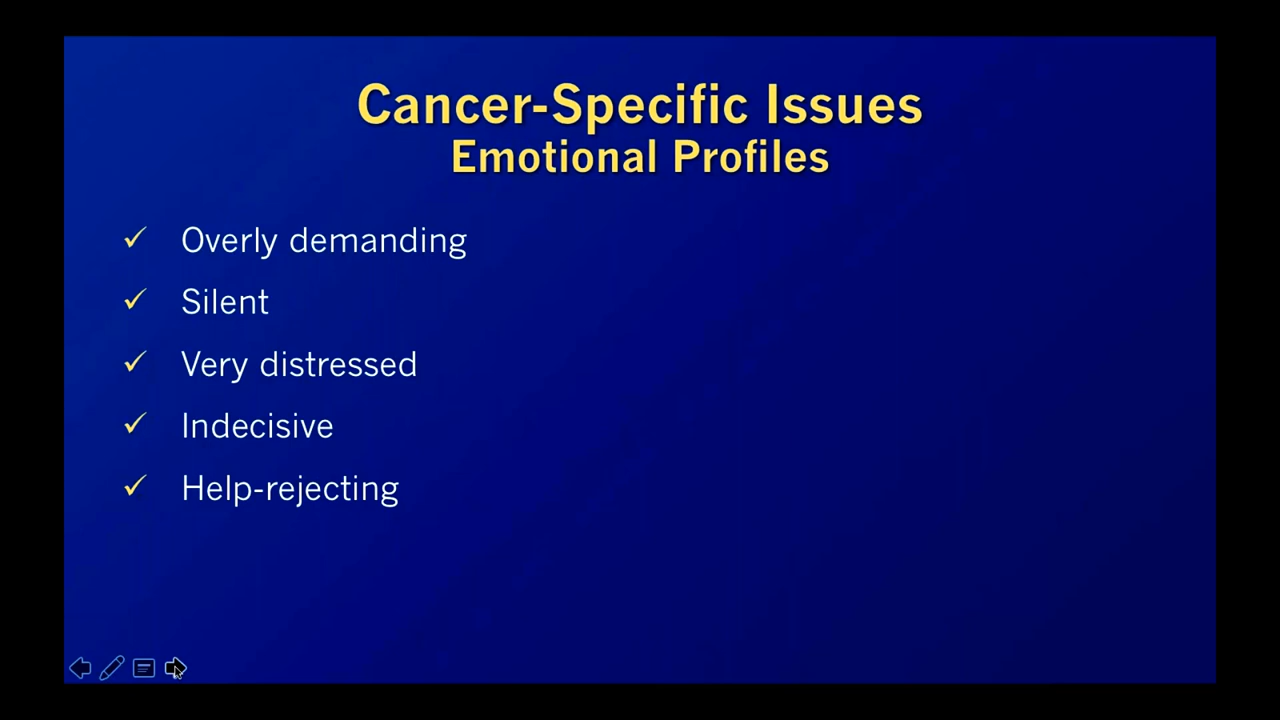 Cancer-Specific Issues
Emotional Profiles
✓ Overly demanding
✓ Silent
✓ Very distressed
✓ Indecisive
✓ Help-rejecting